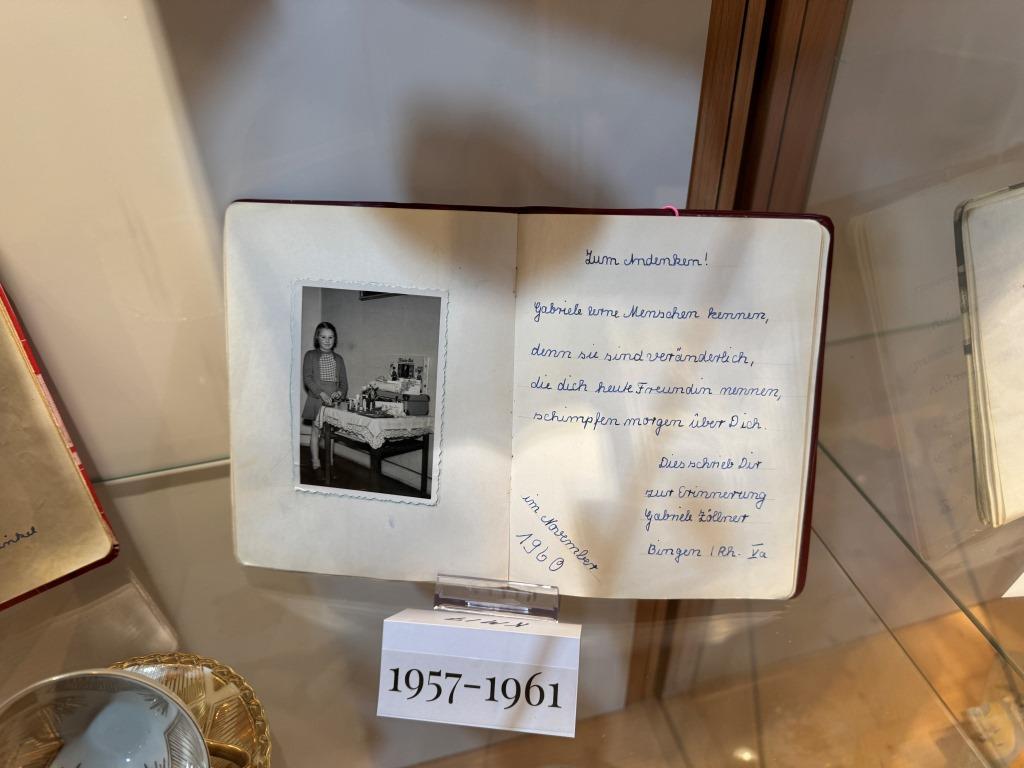 Zum Andenken!
Gabriele lerne Menschen kennen,
denn sie sind veränderlich,
die dich heute Freundin nennen,
schimpfen morgen über Dich.
Dies schrieb Dir
zur Erinnerung
Gabriele Zöllner
Bingen / Rh. Va
im November
1960
1957–1961